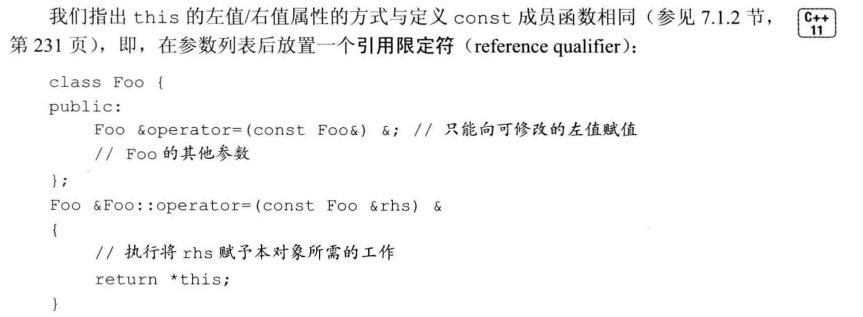 我们指出 this 的左值/右值属性的方式与定义 const 成员函数相同（参见 7.1.2 节，
C++
11
第 231 页），即，在参数列表后放置一个引用限定符（reference qualifier）：
class Foo {
public:
Foo &operator=(const Foo&) &; // 只能向可修改的左值赋值
// Foo 的其他参数
};
Foo &Foo::operator=(const Foo &rhs) &
{
// 执行将 rhs 赋予本对象所需的工作
return *this;
}